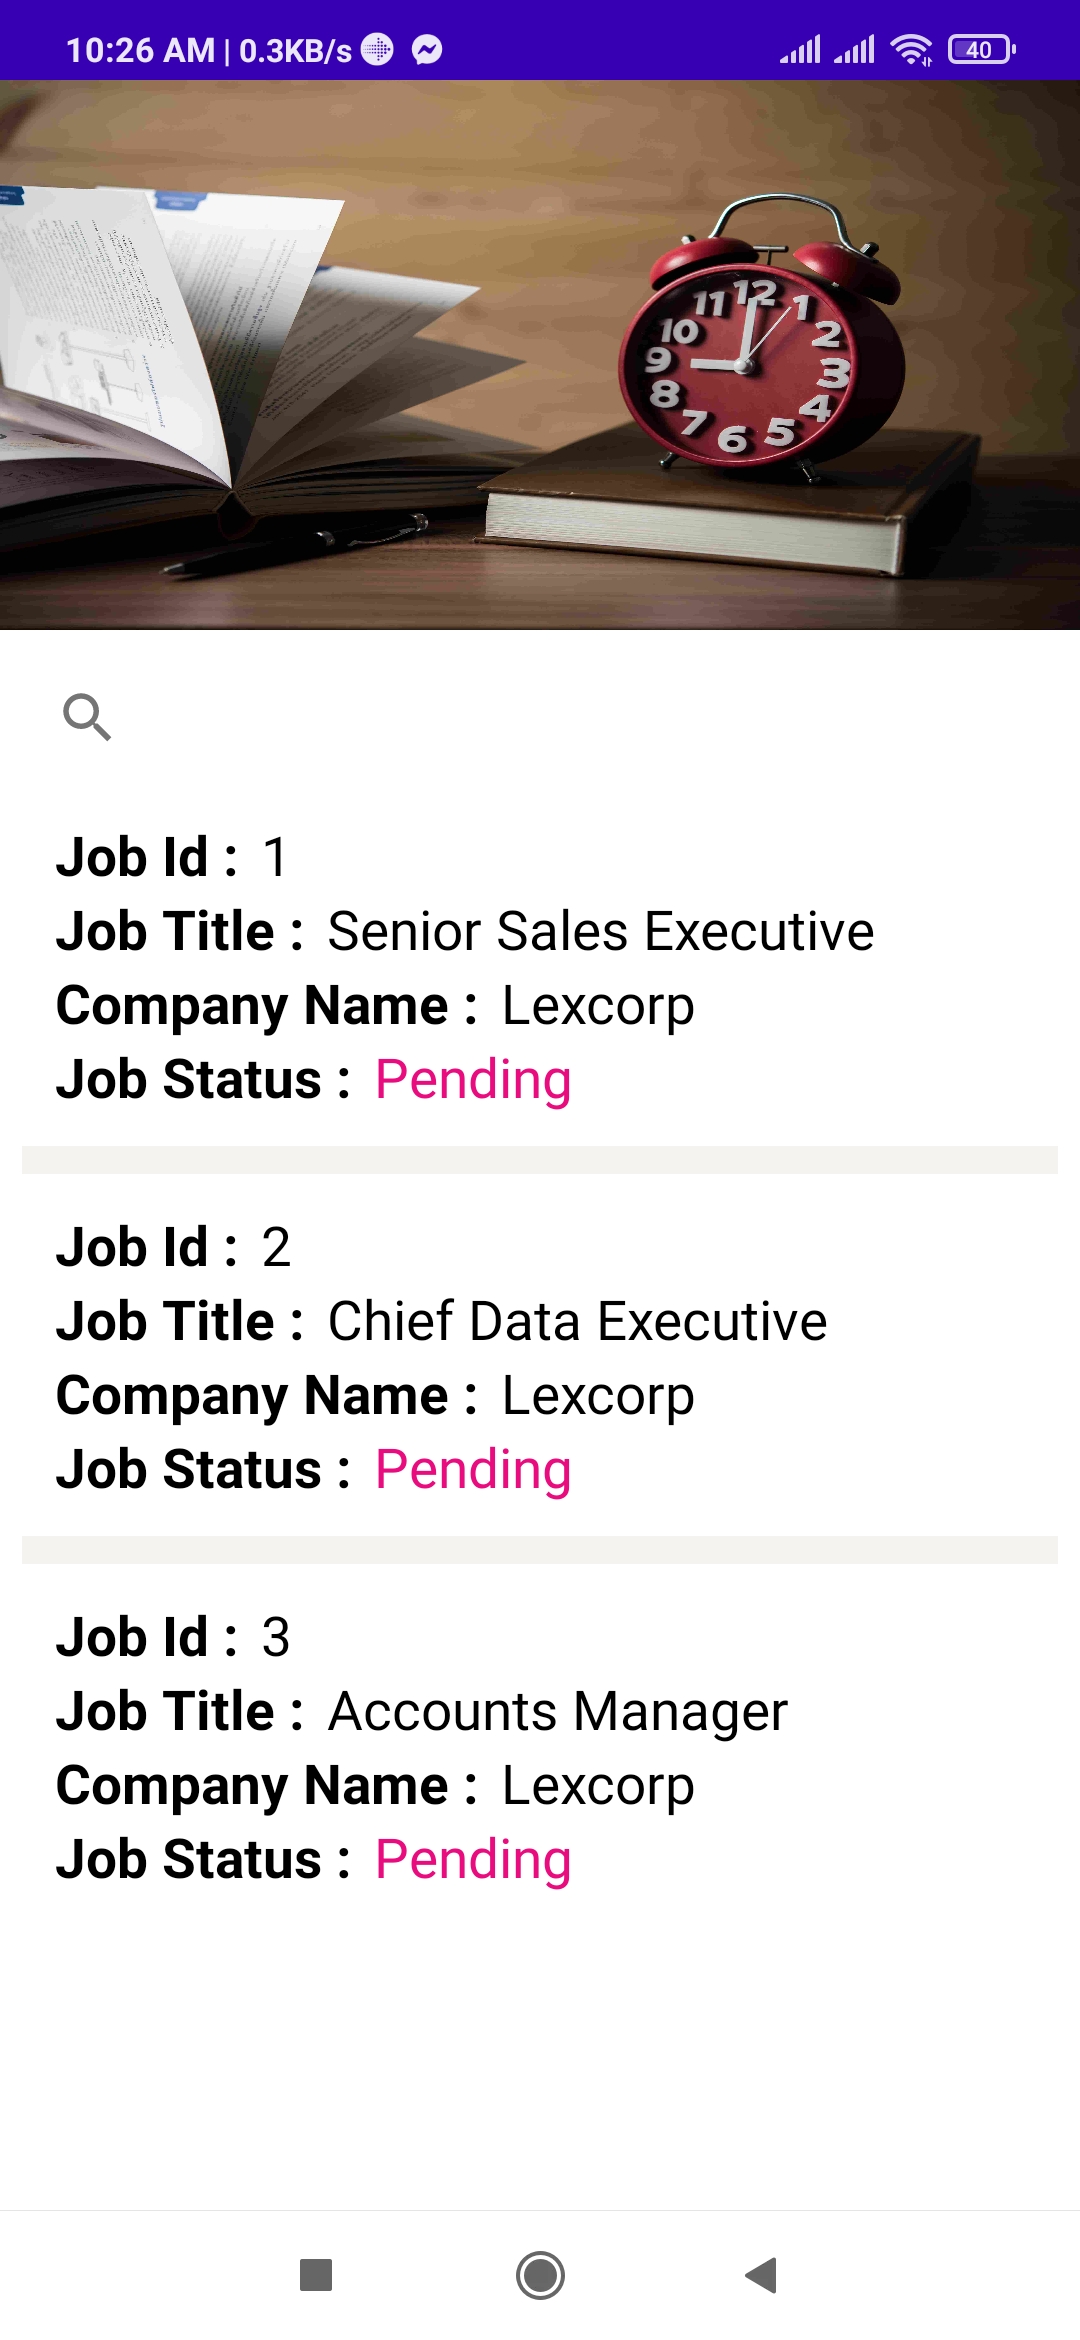 10:26 AM | 0.3KB/s
40
12
11 1
10 2
9 3
8 4
7 5
6
Job Id : 1
Job Title : Senior Sales Executive
Company Name : Lexcorp
Job Status : Pending
Job Id : 2
Job Title : Chief Data Executive
Company Name : Lexcorp
Job Status : Pending
Job Id : 3
Job Title : Accounts Manager
Company Name : Lexcorp
Job Status : Pending